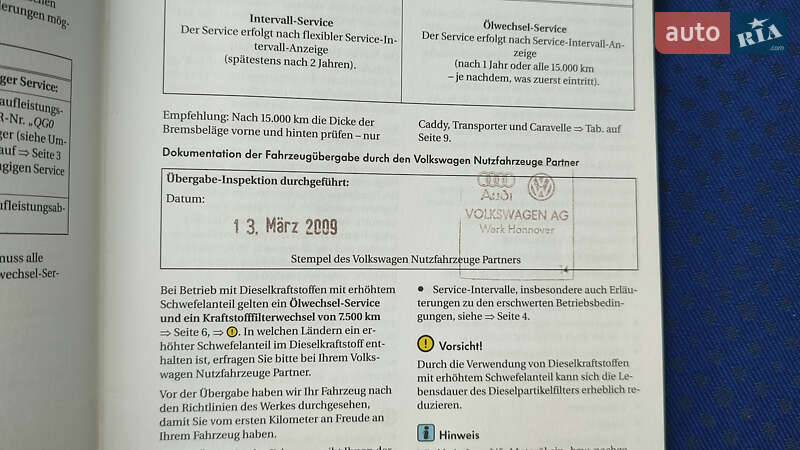 auto RIA.com
derungen mög-
ger Service:
aufleistungs-
R-Nr. „QG0
ger (siehe Um-
auf ⇒ Seite 3
ngigen Service
aufleistungsab-
muss alle
wechsel-Ser-
Intervall-Service
Der Service erfolgt nach flexibler Service-In-
tervall-Anzeige
(spätestens nach 2 Jahren).
Ölwechsel-Service
Der Service erfolgt nach Service-Intervall-An-
zeige
(nach 1 Jahr oder alle 15.000 km
– je nachdem, was zuerst eintritt).
Empfehlung: Nach 15.000 km die Dicke der
Bremsbeläge vorne und hinten prüfen – nur
Caddy, Transporter und Caravelle ⇒ Tab. auf
Seite 9.
Dokumentation der Fahrzeugübergabe durch den Volkswagen Nutzfahrzeuge Partner
Übergabe-Inspektion durchgeführt:
Datum:
13. März 2009
Audi
VOLKSWAGEN AG
Werk Hannover
Stempel des Volkswagen Nutzfahrzeuge Partners
Bei Betrieb mit Dieselkraftstoffen mit erhöhtem
Schwefelanteil gelten ein Ölwechsel-Service
und ein Kraftstofffilterwechsel von 7.500 km
⇒ Seite 6, ⇒. In welchen Ländern ein er-
höhter Schwefelanteil im Dieselkraftstoff ent-
halten ist, erfragen Sie bitte bei Ihrem Volks-
wagen Nutzfahrzeuge Partner.
Vor der Übergabe haben wir Ihr Fahrzeug nach
den Richtlinien des Werkes durchgesehen,
damit Sie vom ersten Kilometer an Freude an
Ihrem Fahrzeug haben.
• Service-Intervalle, insbesondere auch Erläu-
terungen zu den erschwerten Betriebsbedin-
gungen, siehe ⇒ Seite 4.
Vorsicht!
Durch die Verwendung von Dieselkraftstoffen
mit erhöhtem Schwefelanteil kann sich die Le-
bensdauer des Dieselpartikelfilters erheblich re-
duzieren.
Hinweis